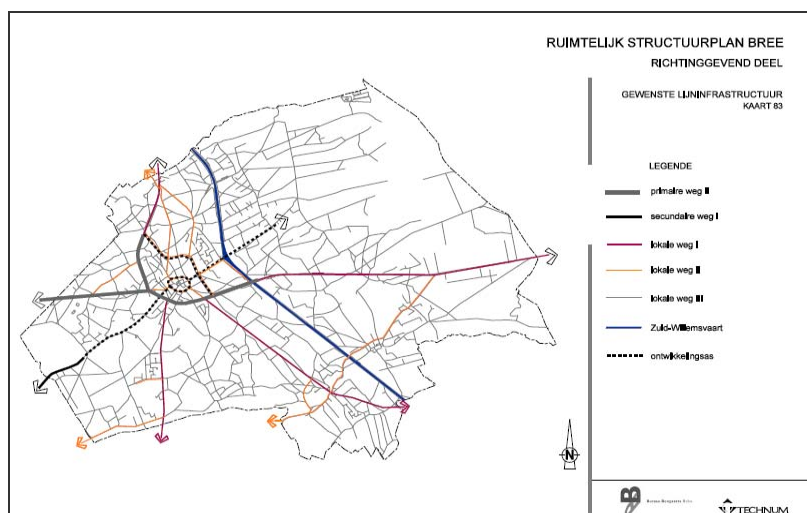 RUIMTELIJK STRUCTUURPLAN BREE
RICHTINGGEVEND DEEL
GEWENSTE LIJNINFRASTRUCTUUR
KAART 83
LEGENDE
primaire weg II
secundaire weg I
lokale weg I
lokale weg II
lokale weg III
Zuid-Willemsvaart
ontwikkelingsas
N
TECHNUM